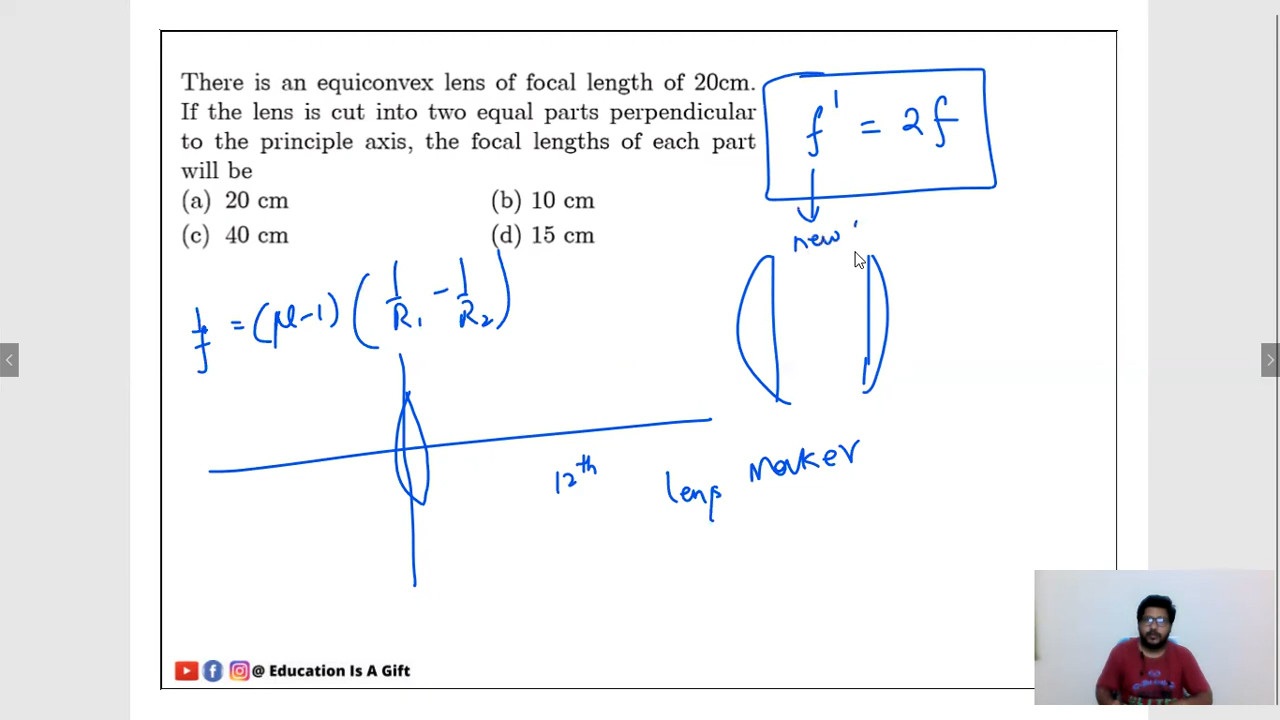 There is an equiconvex lens of focal length of 20cm.
If the lens is cut into two equal parts perpendicular
to the principle axis, the focal lengths of each part
will be
(a) 20 cm (b) 10 cm
(c) 40 cm (d) 15 cm
f' = 2f
new
1/f = (μ-1) (1/R₁ - 1/R₂)
12th
lens maker
@ Education Is A Gift